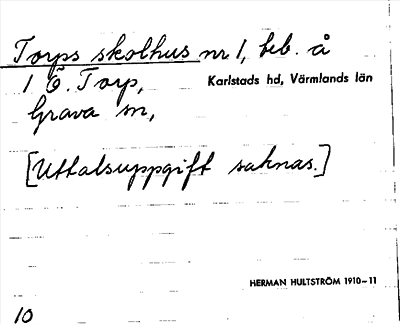 Torps skolhus nr 1, beb. å
1 Ö. Torp, Karlstads hd, Värmlands län
Grava sn,
[Uttalsuppgift saknas.]
HERMAN HULTSTRÖM 1910-11
10